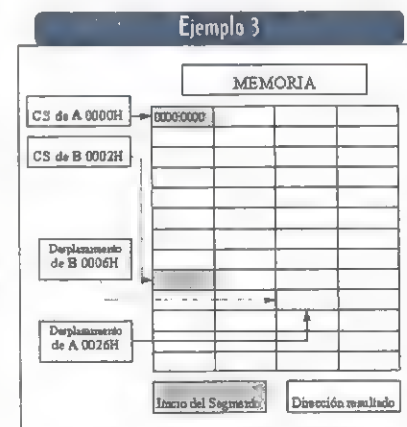 Ejemplo 3
MEMORIA
CS de A 0000H
0000:0000
CS de B 0002H
Desplazamiento
de B 0006H
Desplazamiento
de A 0026H
Inicio del Segmento
Dirección resultado